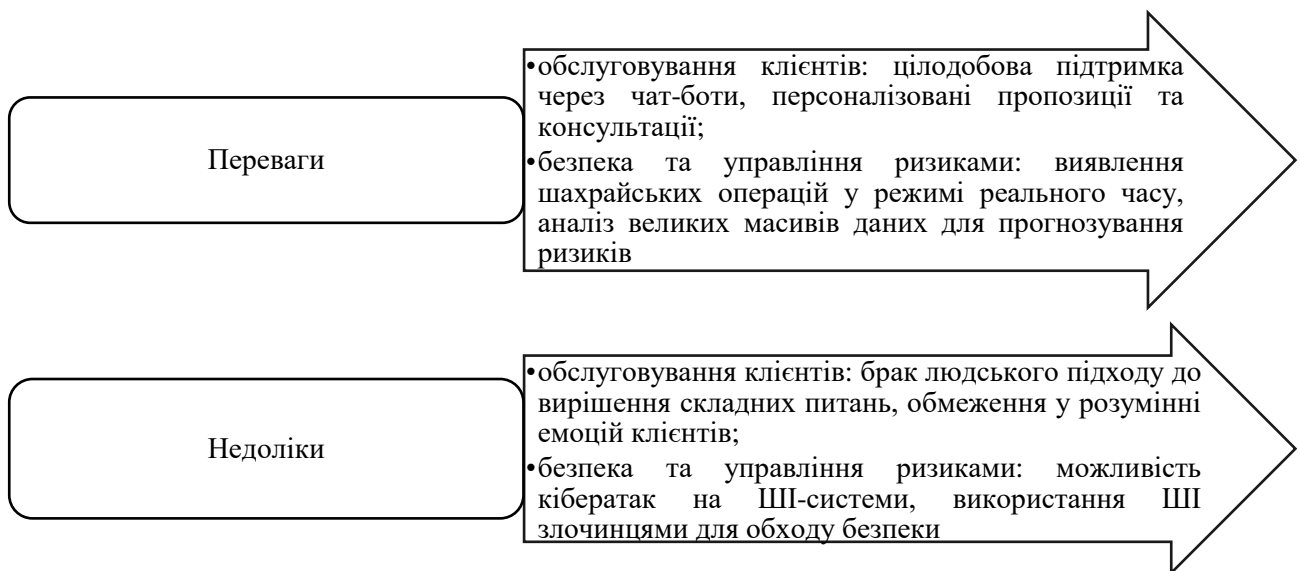 Переваги
•обслуговування клієнтів: цілодобова підтримка
через чат-боти, персоналізовані пропозиції та
консультації;
•безпека та управління ризиками: виявлення
шахрайських операцій у режимі реального часу,
аналіз великих масивів даних для прогнозування
ризиків
Недоліки
•обслуговування клієнтів: брак людського підходу до
вирішення складних питань, обмеження у розумінні
емоцій клієнтів;
•безпека та управління ризиками: можливість
кібератак на ШІ-системи, використання ШІ
злочинцями для обходу безпеки